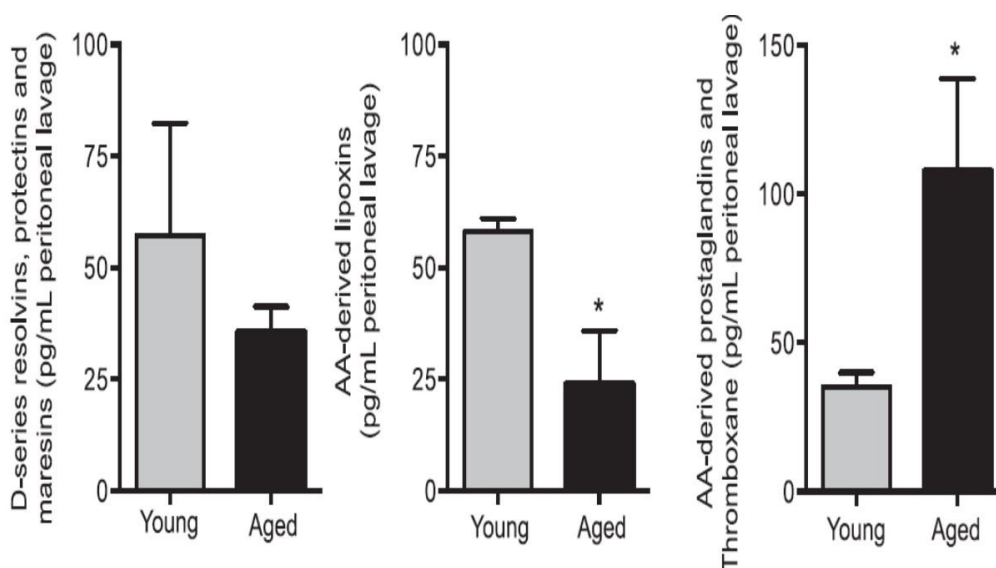 D-series resolvins, protectins and
maresins (pg/mL peritoneal lavage)
100
75
50
25
0
Young
Aged
AA-derived lipoxins
(pg/mL peritoneal lavage)
100
75
50
25
0
*
Young
Aged
AA-derived prostaglandins and
Thromboxane (pg/mL peritoneal lavage)
150
100
50
0
*
Young
Aged